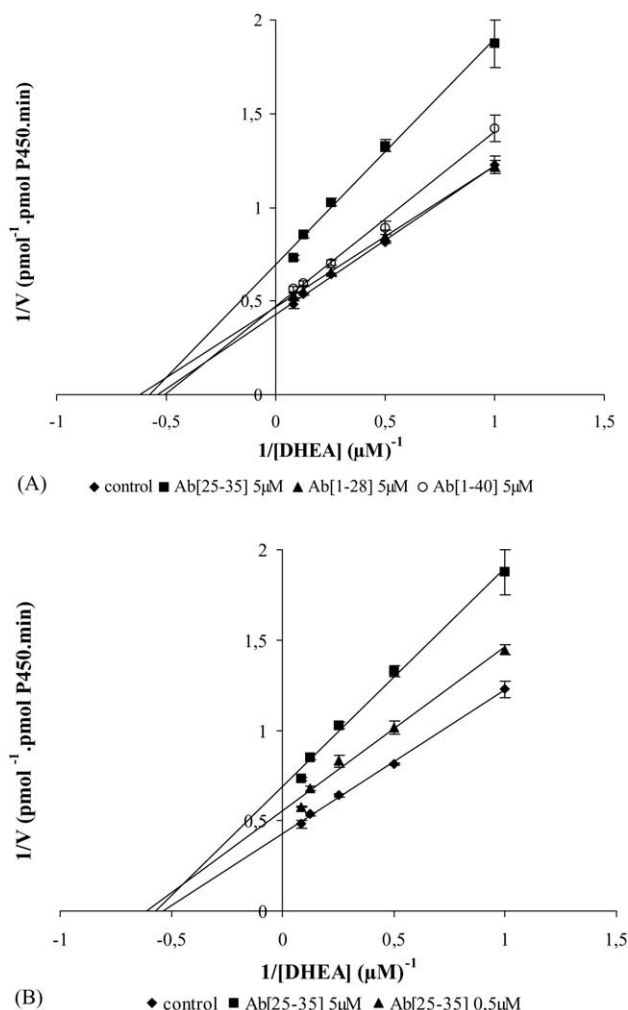 2
1,5
1
0,5
0
-1
-0,5
0
0,5
1
1,5
1/V (pmol⁻¹.pmol P450.min)
1/[DHEA] (µM)⁻¹
(A)
◆ control ■ Ab[25-35] 5µM ▲ Ab[1-28] 5µM ○ Ab[1-40] 5µM
2
1,5
1
0,5
0
-1
-0,5
0
0,5
1
1,5
1/V (pmol⁻¹.pmol P450.min)
1/[DHEA] (µM)⁻¹
(B)
◆ control ■ Ab[25-35] 5µM ▲ Ab[25-35] 0,5µM